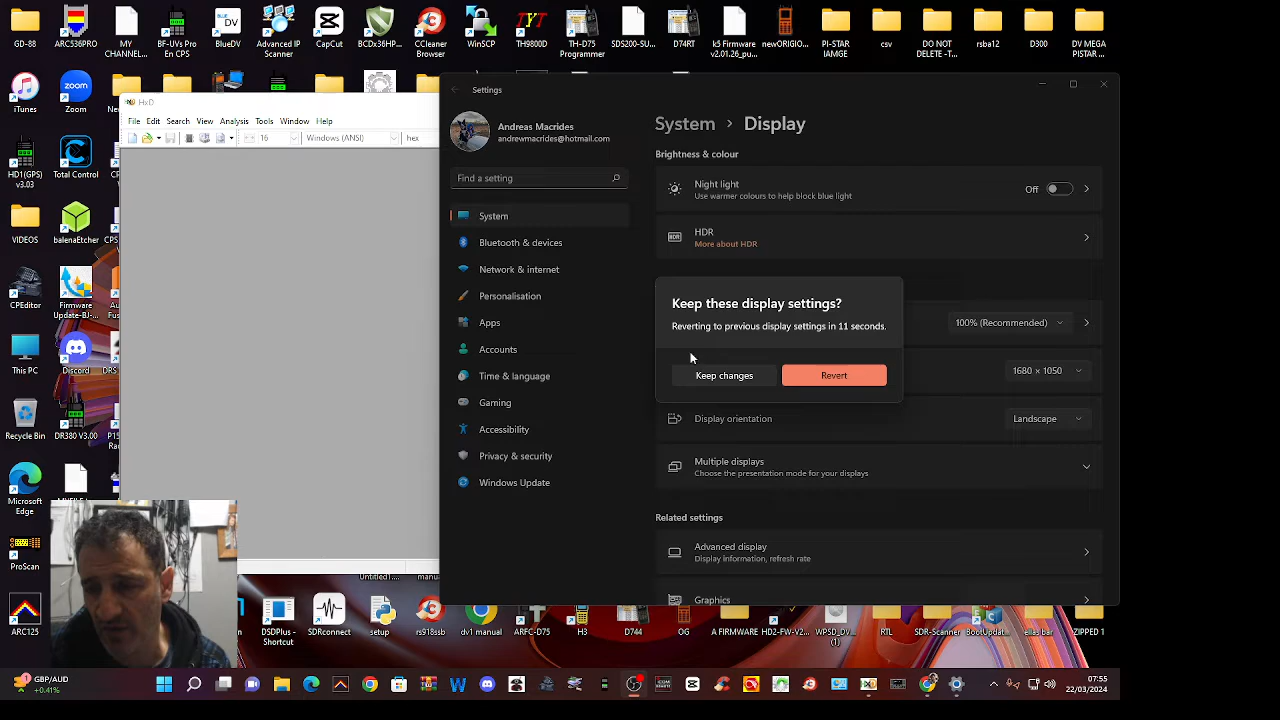 GD-88
ARC536PRO
MY
CHANNEL...
BF-UVs Pro
En CPS
BlueDV
Advanced IP
Scanner
CapCut
BCDx36HP...
CCleaner
Browser
WinSCP
TH9800D
TH-D75
Programmer
SDS200-SU...
D74RT
k5 Firmware
v2.01.26_pu...
newORIGIO...
PI-STAR
IAMGE
csv
DO NOT
DELETE -T...
rsba12
D300
DV MEGA
PISTAR ...
iTunes
Zoom
HD1(GPS)
v3.03
Total Control
VIDEOS
balenaEtcher
CPEditor
Firmware
Update-BJ-...
This PC
Discord
Recycle Bin
DR380 V3.00
Microsoft
Edge
ProScan
ARC125
HxD
File Edit Search View Analysis Tools Window Help
16
Windows (ANSI)
hex
Settings
Andreas Macrides
andrewmacrides@hotmail.com
Find a setting
System
Bluetooth & devices
Network & internet
Personalisation
Apps
Accounts
Time & language
Gaming
Accessibility
Privacy & security
Windows Update
System > Display
Brightness & colour
Night light
Use warmer colours to help block blue light
Off
HDR
More about HDR
Keep these display settings?
Reverting to previous display settings in 11 seconds.
Keep changes
Revert
100% (Recommended)
1680 × 1050
Display orientation
Landscape
Multiple displays
Choose the presentation mode for your displays
Related settings
Advanced display
Display information, refresh rate
Graphics
Untitled1....
DSDPlus -
Shortcut
SDRconnect
setup
rs918ssb
dv1 manual
ARFC-D75
H3
D744
OG
A FIRMWARE
HD2-FW-V2...
WPSD_DV...
(1)
RTL
SDR-Scanner
BootUpdat...
ellas bar
ZIPPED 1
GBP/AUD
+0.41%
07:55
22/03/2024